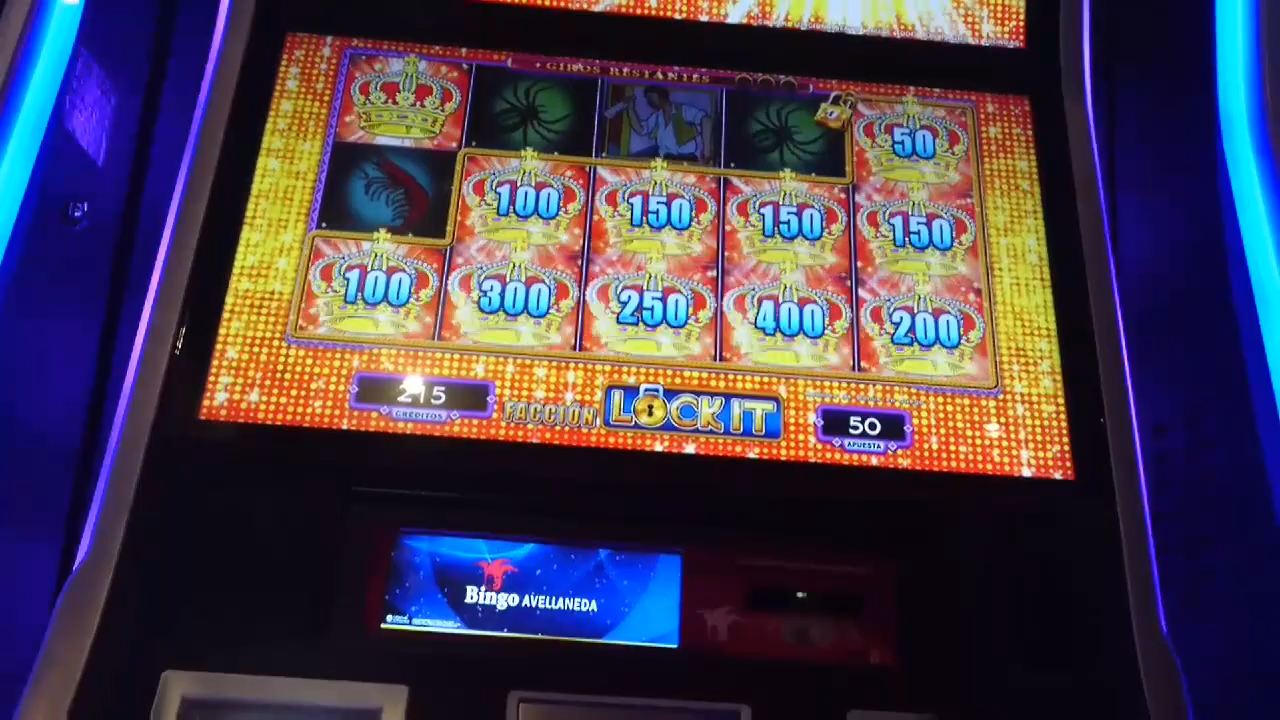 GIROS RESTANTES
50
100 150 150 150
100 300 250 400 200
215
CRÉDITOS
FACCIÓN LOCK IT
50
APUESTA
Bingo AVELLANEDA